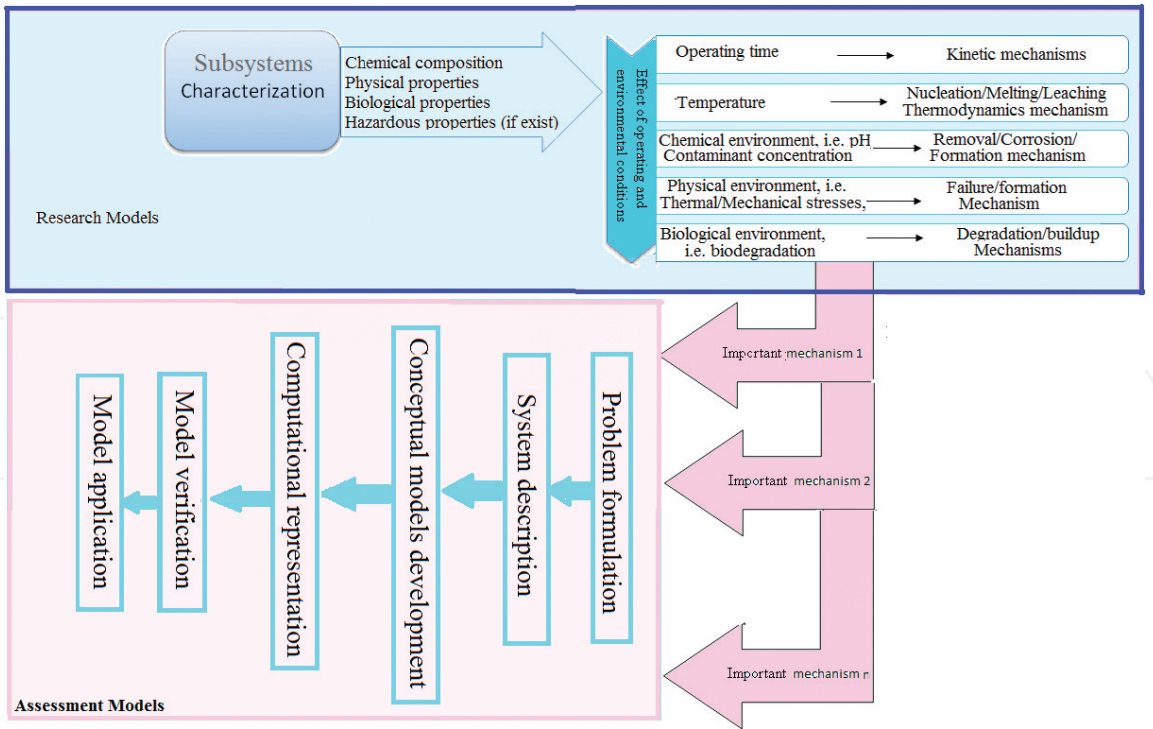 Subsystems
Characterization
Chemical composition
Physical properties
Biological properties
Hazardous properties (if exist)
Effect of operating and
environmental conditions
Operating time
Kinetic mechanisms
Temperature
Nucleation/Melting/Leaching
Thermodynamics mechanism
Chemical environment, i.e. pH
Contaminant concentration
Removal/Corrosion/
Formation mechanism
Physical environment, i.e.
Thermal/Mechanical stresses,
Failure/formation
Mechanism
Biological environment,
i.e. biodegradation
Degradation/buildup
Mechanisms
Research Models
Important mechanism 1
Important mechanism 2
Important mechanism n
Problem formulation
System description
Conceptual models development
Computational representation
Model verification
Model application
Assessment Models